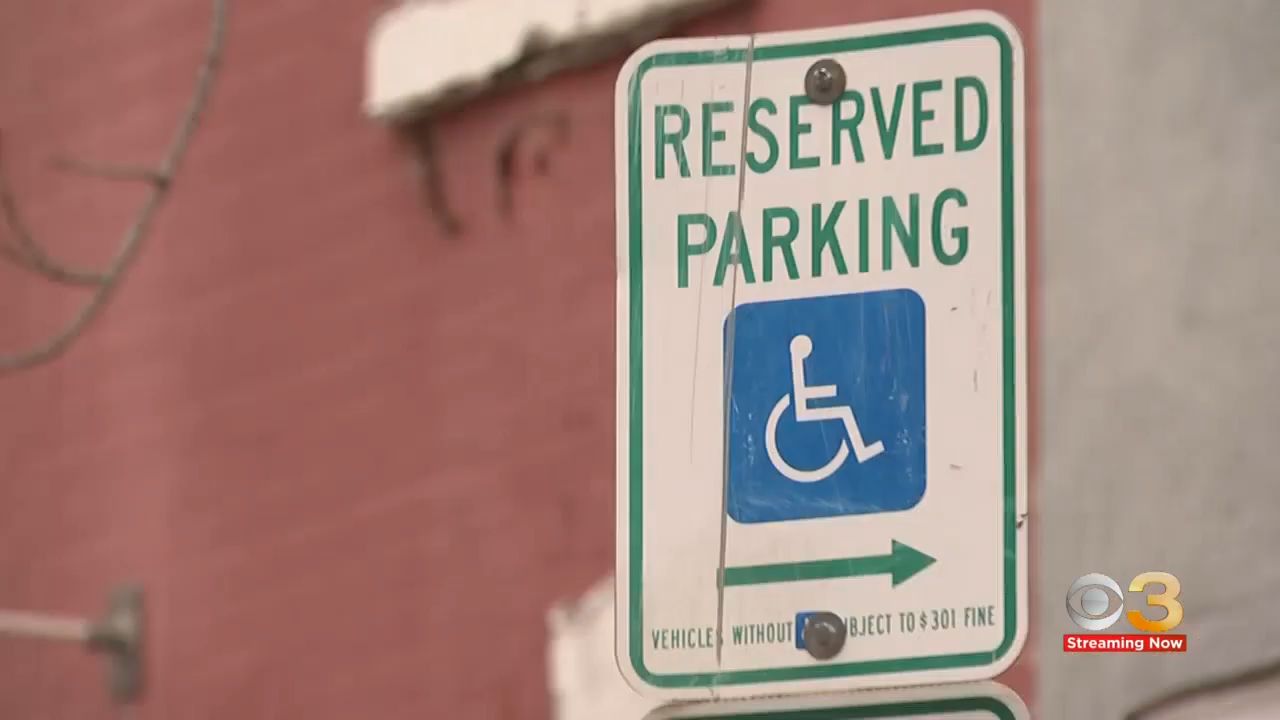 RESERVED
PARKING
VEHICLES WITHOUT SUBJECT TO $301 FINE
3
Streaming Now